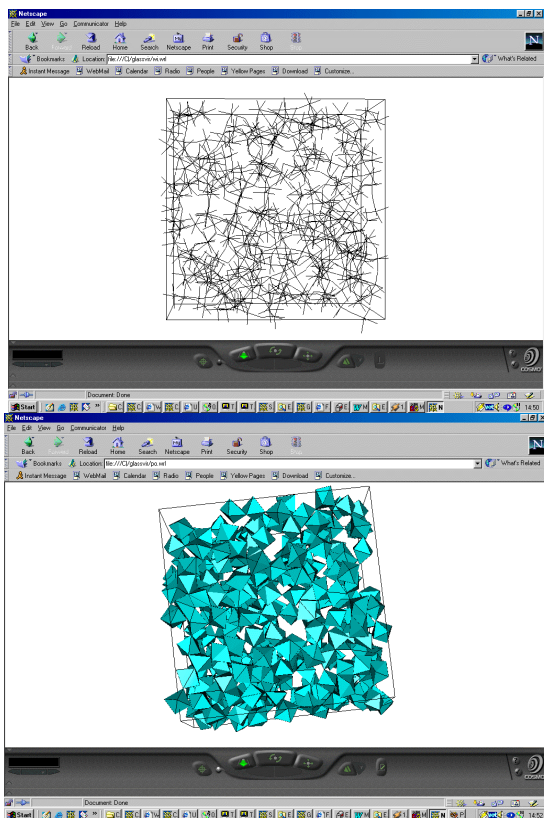 Netscape
File Edit View Go Communicator Help
Back Forward Reload Home Search Netscape Print Security Shop Stop
Bookmarks Location: file:///C|/glassvir/wi.wrl What's Related
Instant Message WebMail Calendar Radio People Yellow Pages Download Customize...
COSMO
Document: Done
Start 14:50
Netscape
File Edit View Go Communicator Help
Back Forward Reload Home Search Netscape Print Security Shop Stop
Bookmarks Location: file:///C|/glassvir/po.wrl What's Related
Instant Message WebMail Calendar Radio People Yellow Pages Download Customize...
COSMO
Document: Done
Start 14:52